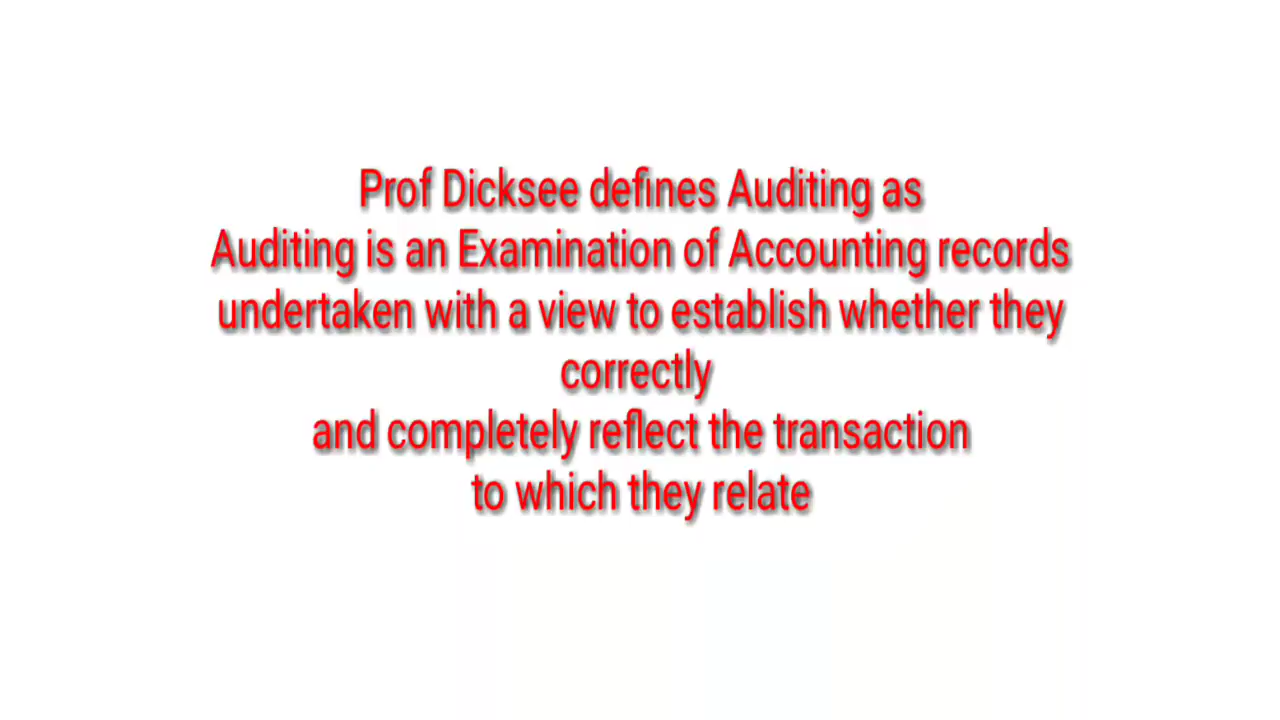 Prof Dicksee defines Auditing as
Auditing is an Examination of Accounting records
undertaken with a view to establish whether they
correctly
and completely reflect the transaction
to which they relate